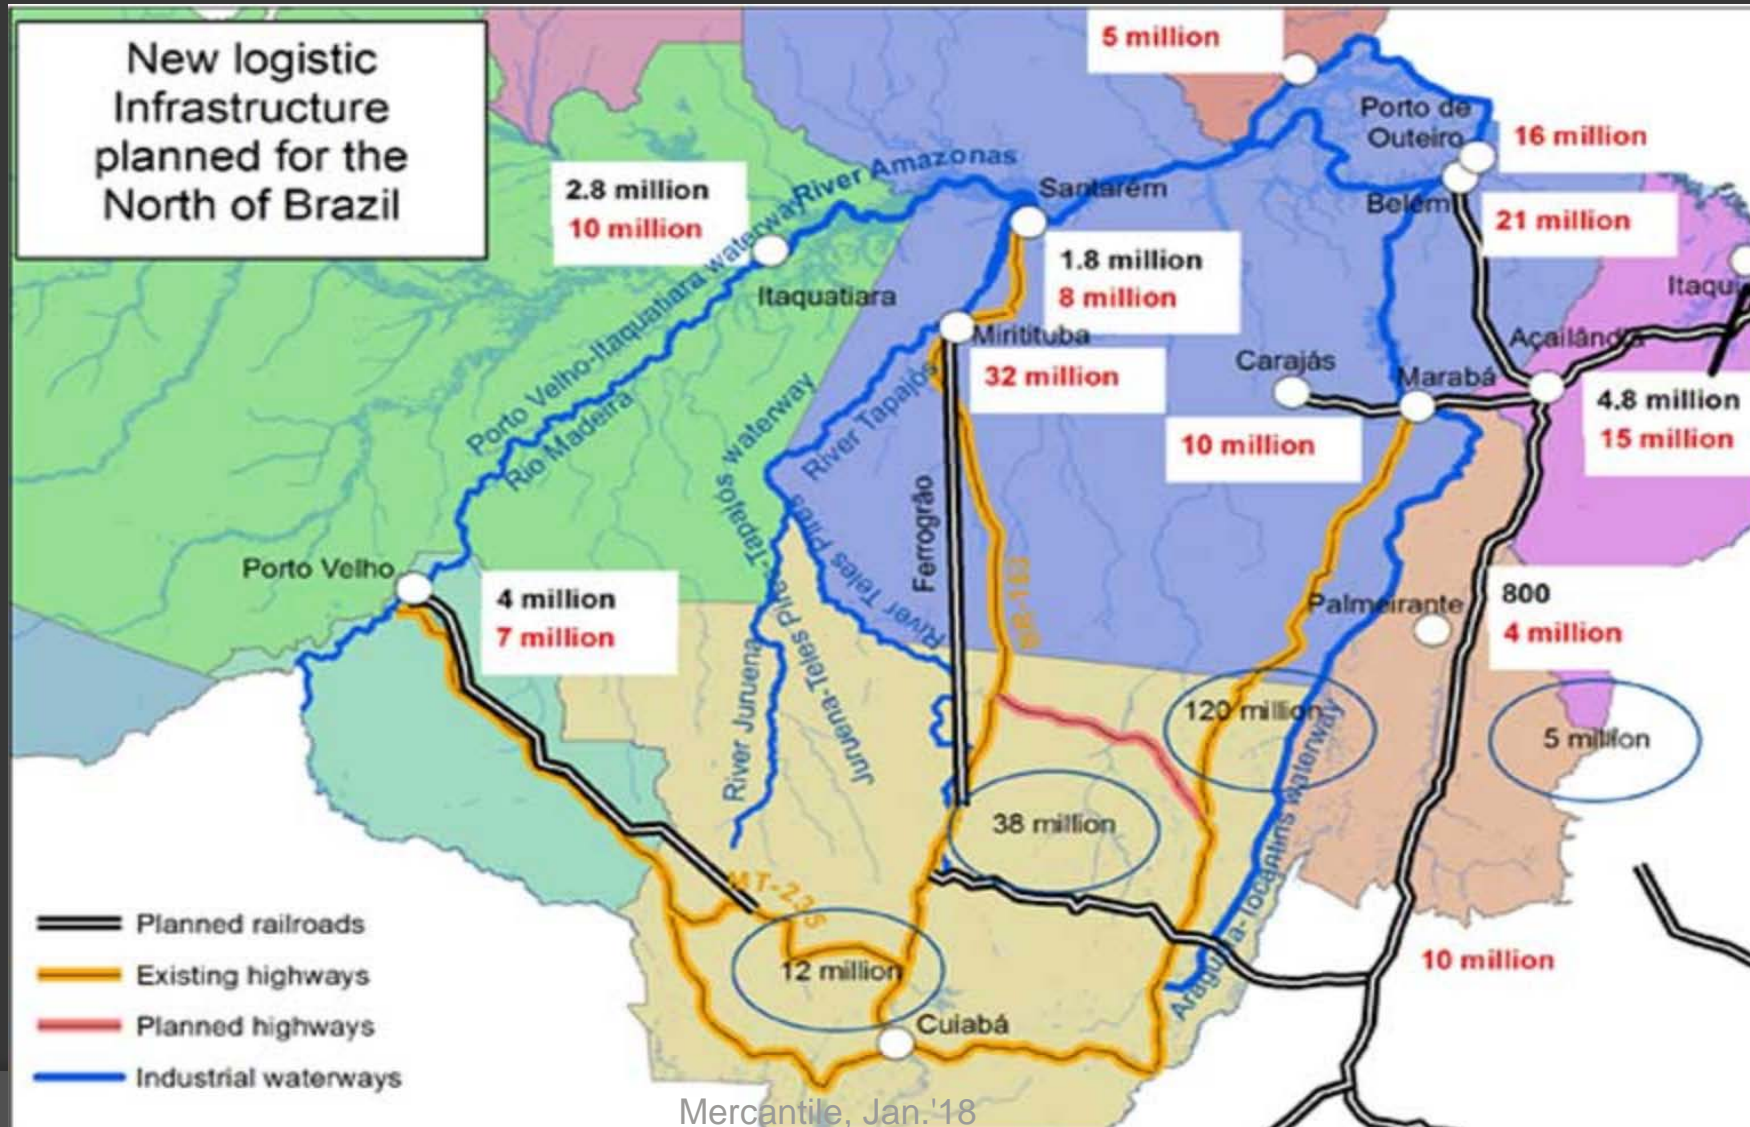 New logistic
Infrastructure
planned for the
North of Brazil
5 million
Porto de
Outeiro
16 million
2.8 million
10 million
River Amazonas
Santarém
Belém
21 million
Porto Velho-Itaquatiara waterway
Itaquatiara
1.8 million
8 million
Itaqui
Miritituba
32 million
Açailândia
Carajás
Marabá
4.8 million
15 million
10 million
Rio Madeira
River Tapajós
Juruena-Teles Pires-Tapajós waterway
River Teles Pires
Ferrogrão
Porto Velho
4 million
7 million
Palmeirante
800
4 million
River Juruena
120 million
5 million
38 million
Araguaia-Tocantins waterway
MT-235
12 million
10 million
Cuiabá
Planned railroads
Existing highways
Planned highways
Industrial waterways
Mercantile, Jan.'18